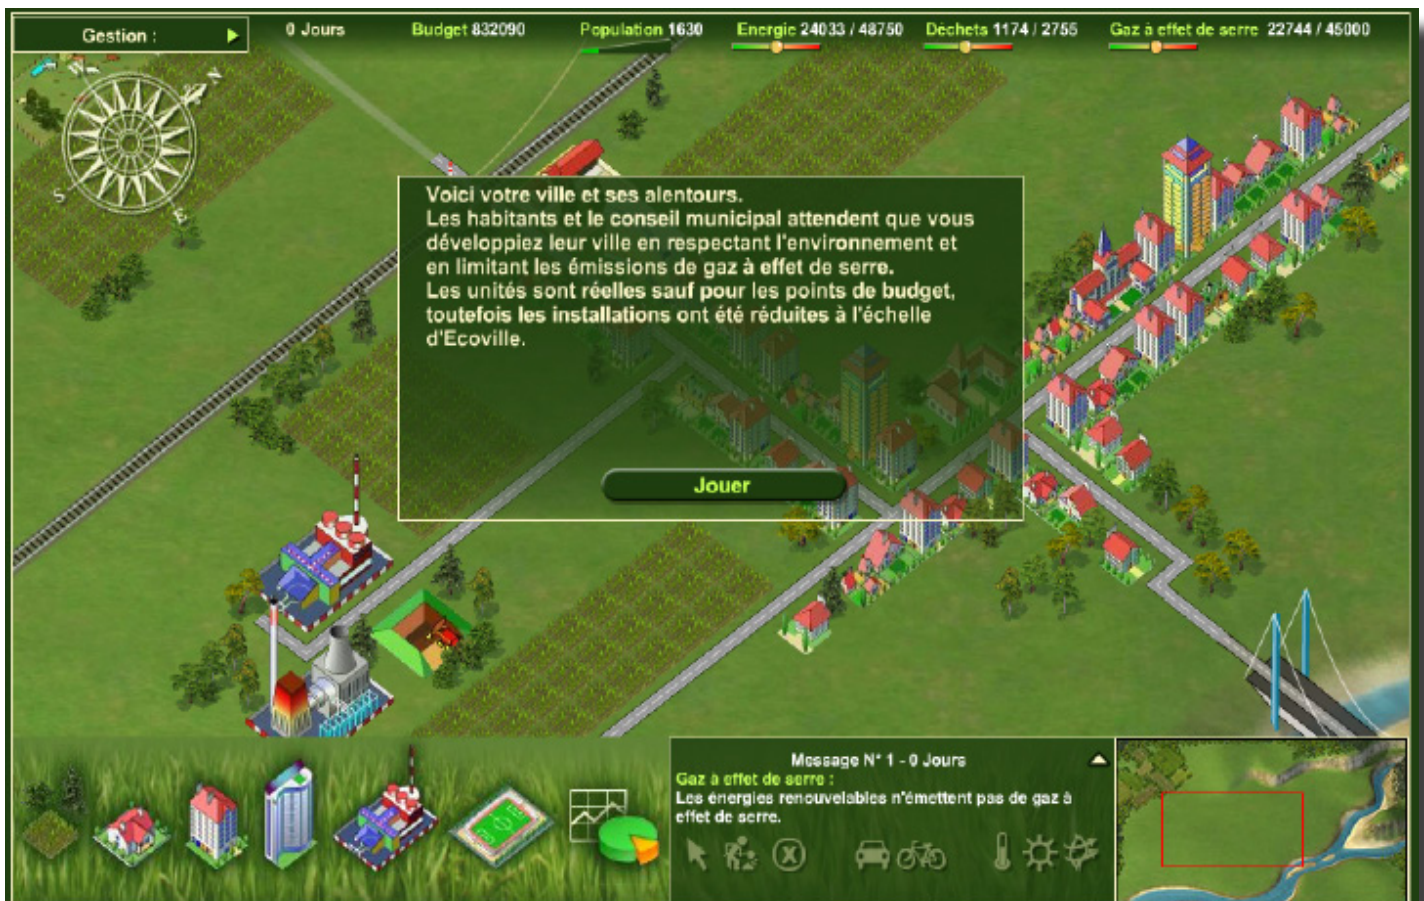 Gestion :
0 Jours
Budget 832090
Population 1630
Energie 24033 / 48750
Déchets 1174 / 2755
Gaz à effet de serre 22744 / 45000
N
S
E
Voici votre ville et ses alentours.
Les habitants et le conseil municipal attendent que vous
développiez leur ville en respectant l'environnement et
en limitant les émissions de gaz à effet de serre.
Les unités sont réelles sauf pour les points de budget,
toutefois les installations ont été réduites à l'échelle
d'Ecoville.
Jouer
Message N° 1 - 0 Jours
Gaz à effet de serre :
Les énergies renouvelables n'émettent pas de gaz à
effet de serre.